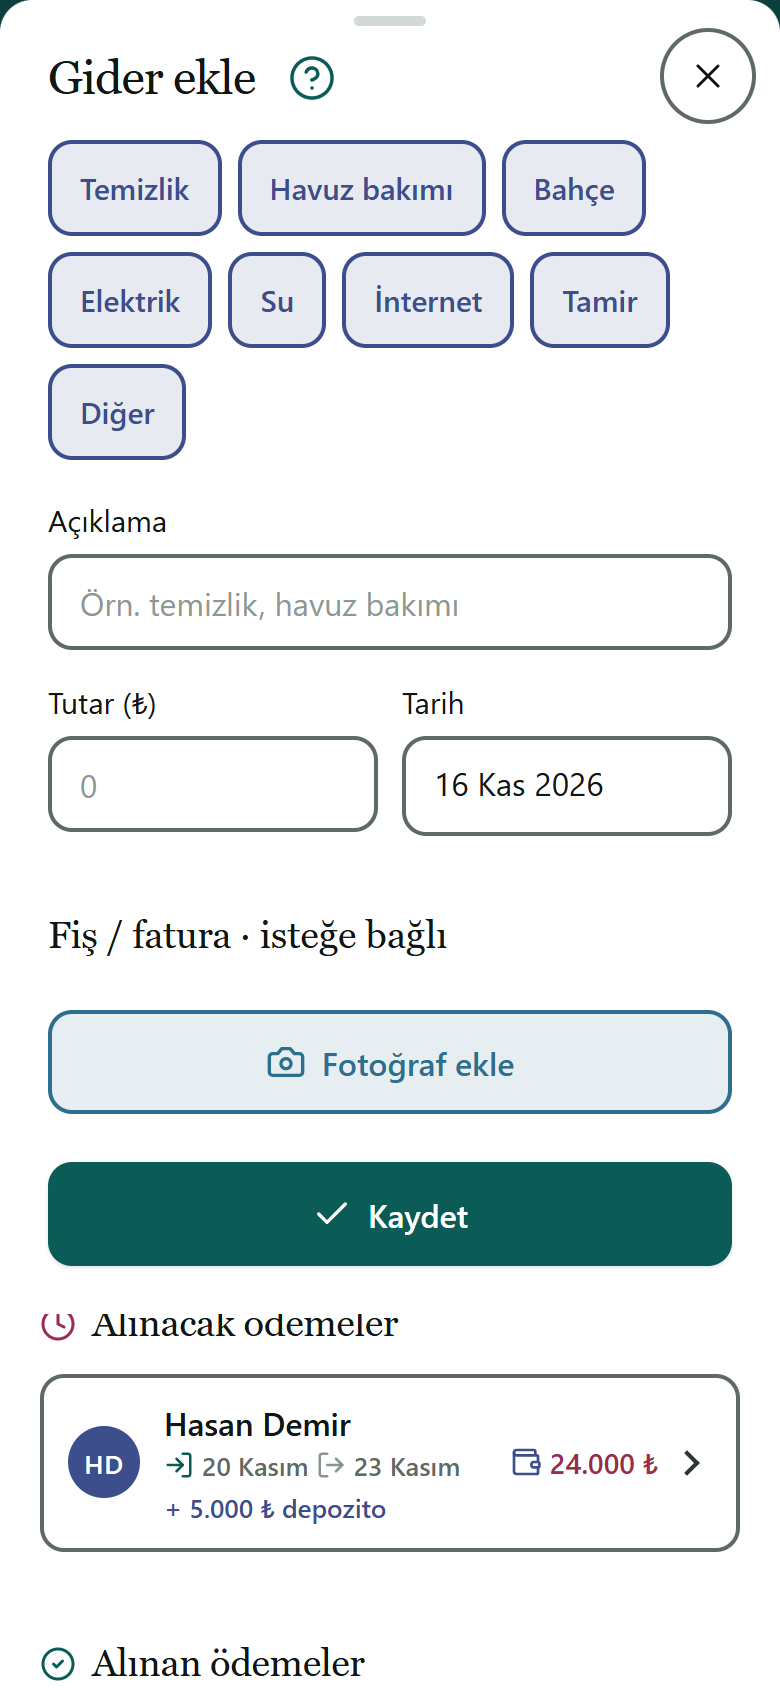 Gider ekle
Temizlik
Havuz bakımı
Bahçe
Elektrik
Su
İnternet
Tamir
Diğer
Açıklama
Örn. temizlik, havuz bakımı
Tutar (₺)
Tarih
0
16 Kas 2026
Fiş / fatura · isteğe bağlı
Fotoğraf ekle
Kaydet
Alınacak ödemeler
HD
Hasan Demir
20 Kasım 23 Kasım
+ 5.000 ₺ depozito
24.000 ₺
Alınan ödemeler